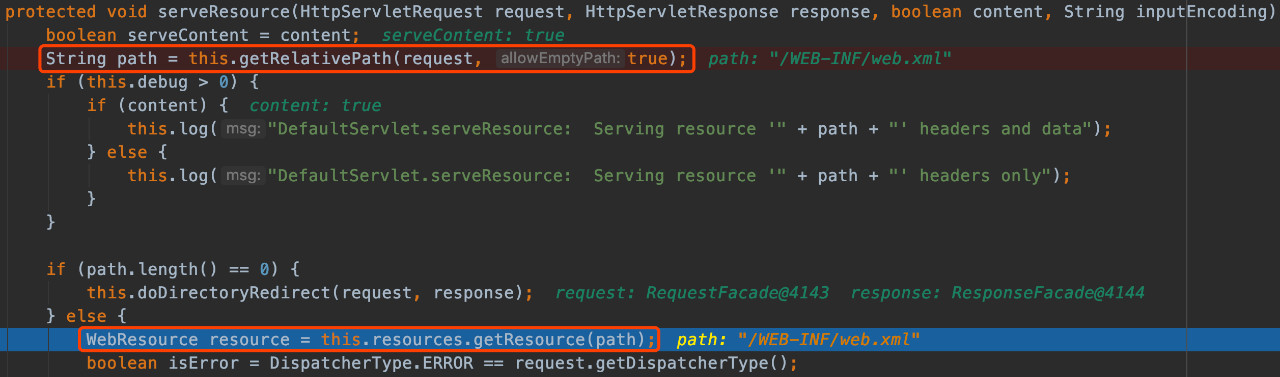 protected void serveResource(HttpServletRequest request, HttpServletResponse response, boolean content, String inputEncoding)
boolean serveContent = content;  serveContent: true
String path = this.getRelativePath(request,  allowEmptyPath: true);  path: "/WEB-INF/web.xml"
if (this.debug > 0) {
if (content) {  content: true
this.log( msg: "DefaultServlet.serveResource:  Serving resource '" + path + "' headers and data");
} else {
this.log( msg: "DefaultServlet.serveResource:  Serving resource '" + path + "' headers only");
}
}
if (path.length() == 0) {
this.doDirectoryRedirect(request, response);  request: RequestFacade@4143  response: ResponseFacade@4144
} else {
WebResource resource = this.resources.getResource(path);  path: "/WEB-INF/web.xml"
boolean isError = DispatcherType.ERROR == request.getDispatcherType();